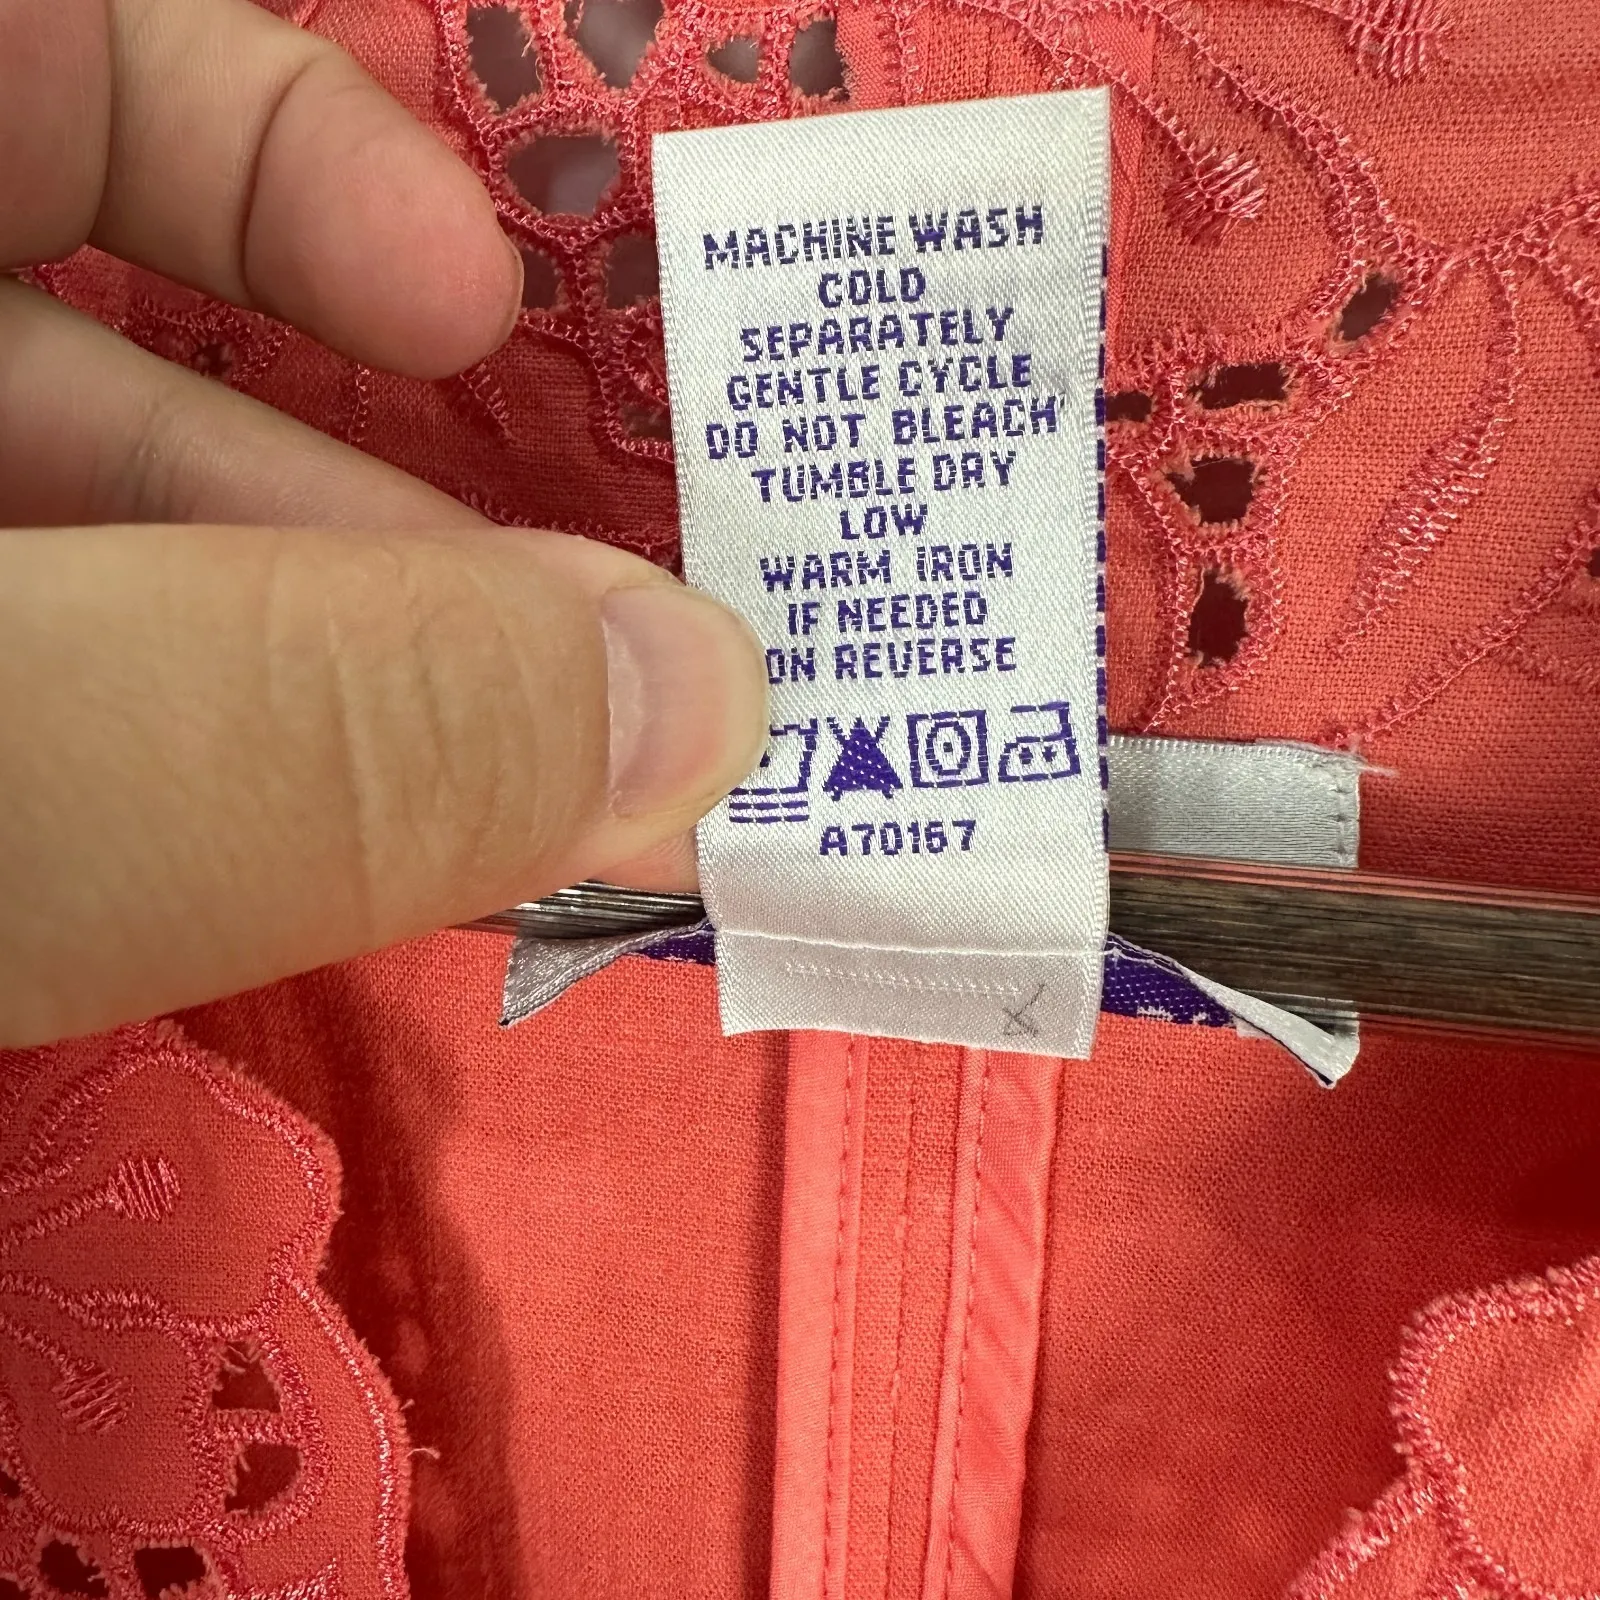 MACHINE WASH
COLD
SEPARATELY
GENTLE CYCLE
DO NOT BLEACH
TUMBLE DRY
LOW
WARM IRON
IF NEEDED
ON REVERSE
A70167